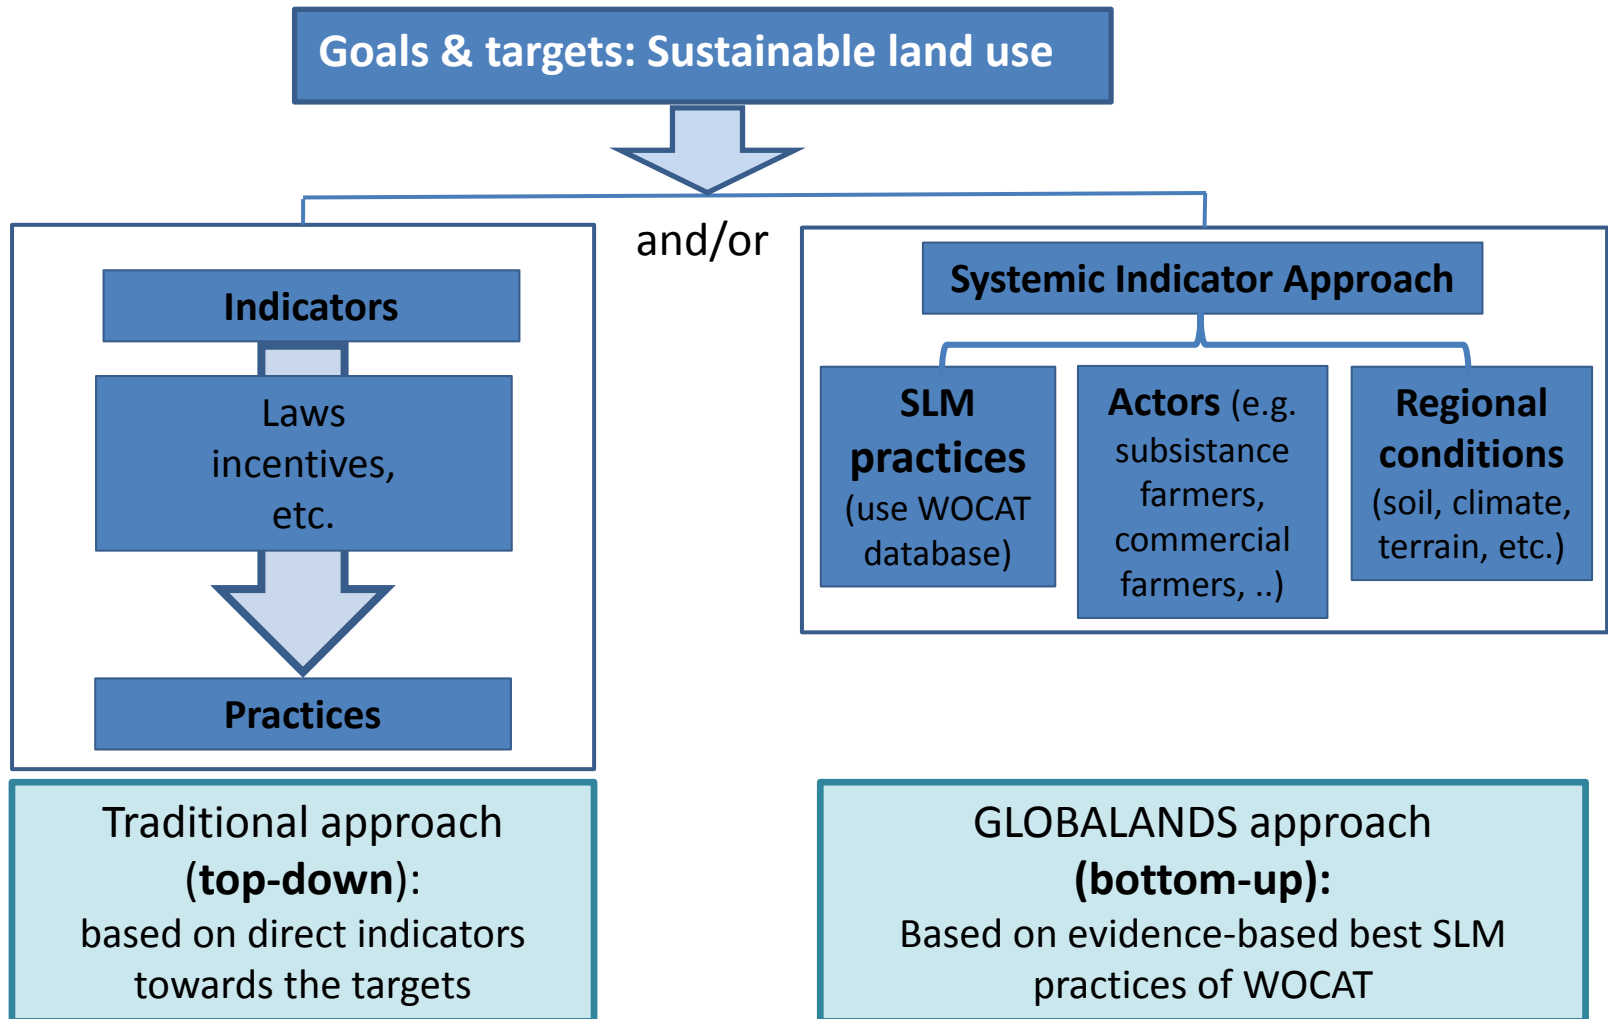 Goals & targets: Sustainable land use
and/or
Indicators
Laws
incentives,
etc.
Practices
Systemic Indicator Approach
SLM
practices
(use WOCAT
database)
Actors (e.g.
subsistance
farmers,
commercial
farmers, ..)
Regional
conditions
(soil, climate,
terrain, etc.)
Traditional approach
(top-down):
based on direct indicators
towards the targets
GLOBALANDS approach
(bottom-up):
Based on evidence-based best SLM
practices of WOCAT